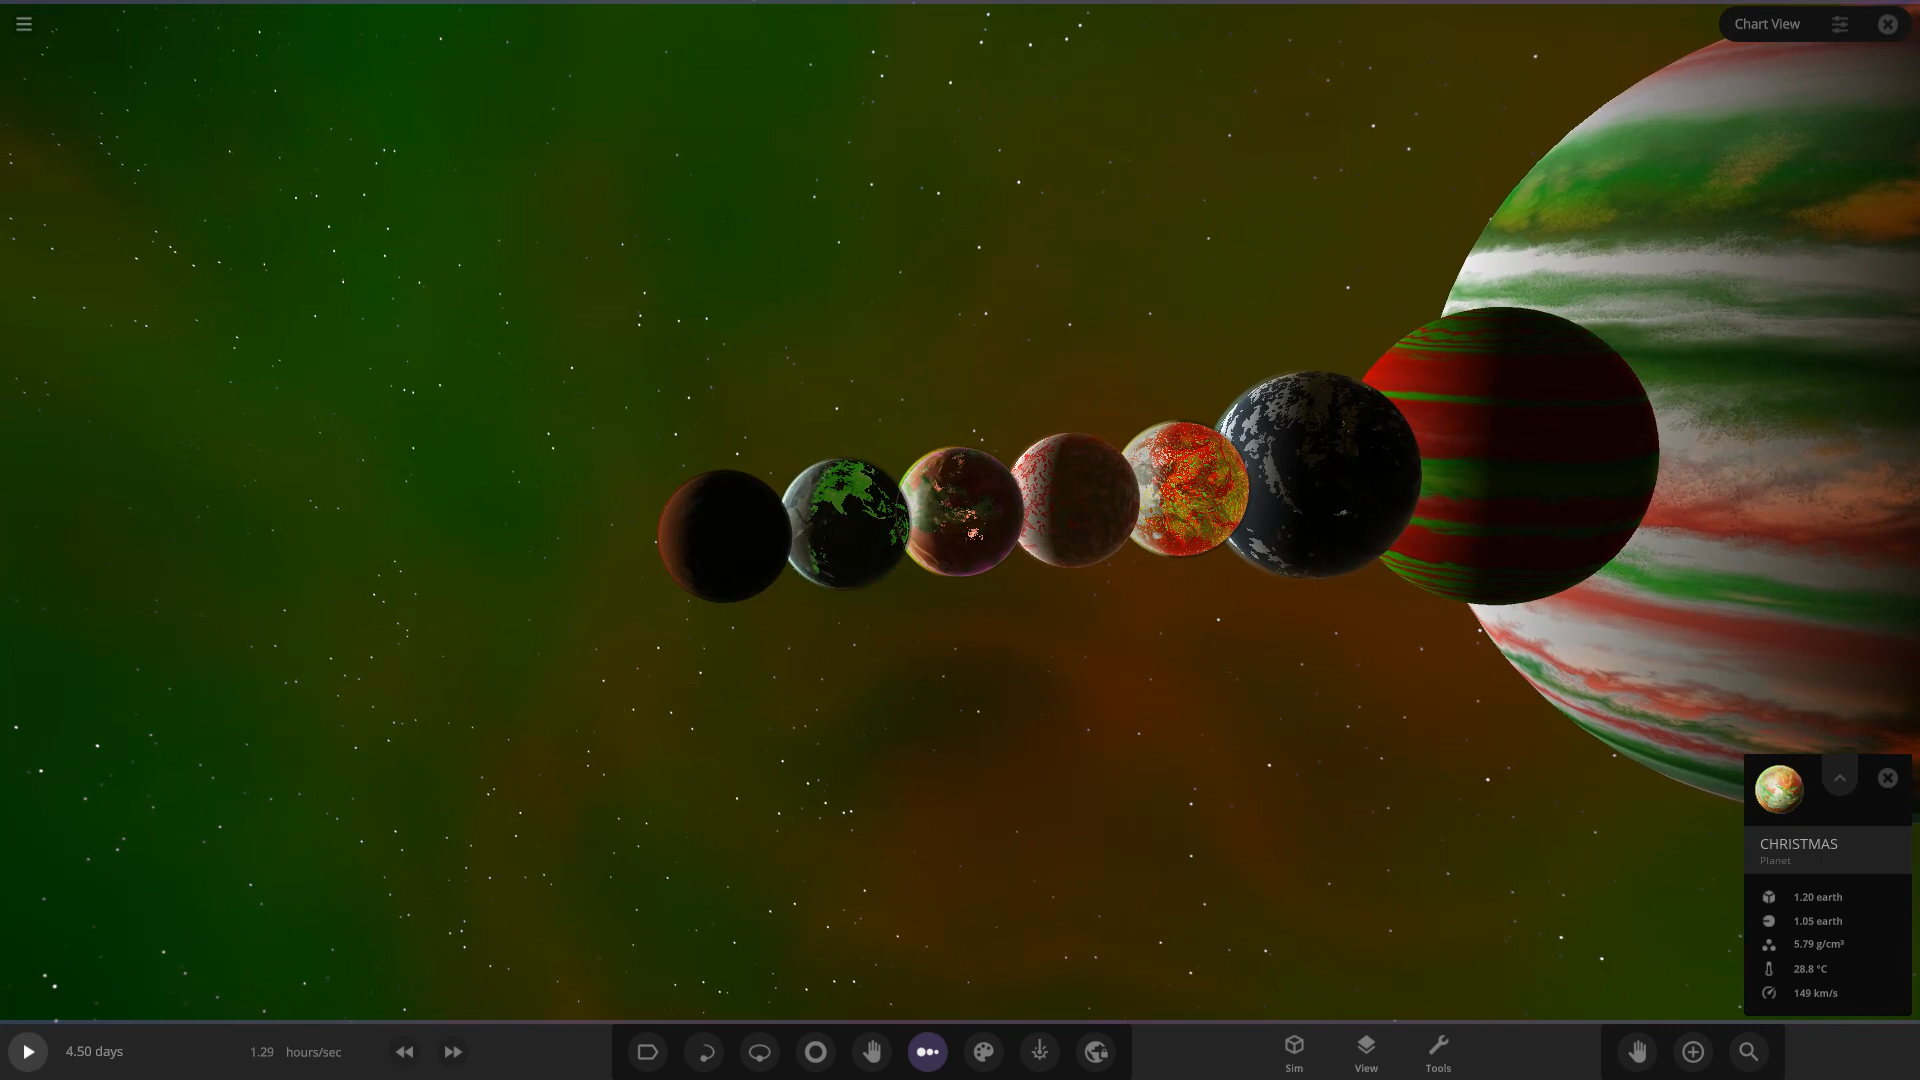 Chart View
CHRISTMAS
Planet
1.20 earth
1.05 earth
5.79 g/cm³
28.8 °C
149 km/s
4.50 days
1.29 hours/sec
Sim
View
Tools